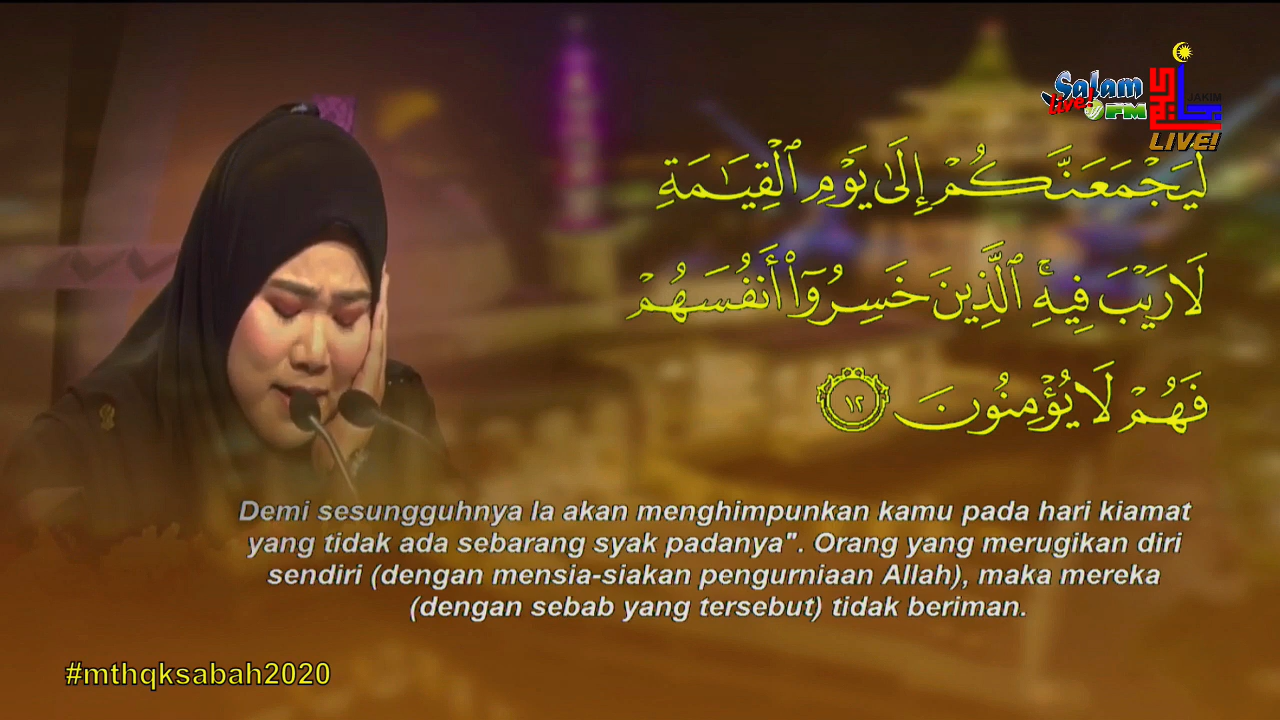 Salam
live! FM
JAKIM
LIVE!
لَيَجْمَعَنَّكُمْ إِلَىٰ يَوْمِ ٱلْقِيَـٰمَةِ
لَا رَيْبَ فِيهِ ۚ ٱلَّذِينَ خَسِرُوٓا۟ أَنفُسَهُمْ
فَهُمْ لَا يُؤْمِنُونَ ١٢
Demi sesungguhnya Ia akan menghimpunkan kamu pada hari kiamat
yang tidak ada sebarang syak padanya". Orang yang merugikan diri
sendiri (dengan mensia-siakan pengurniaan Allah), maka mereka
(dengan sebab yang tersebut) tidak beriman.
#mthqksabah2020